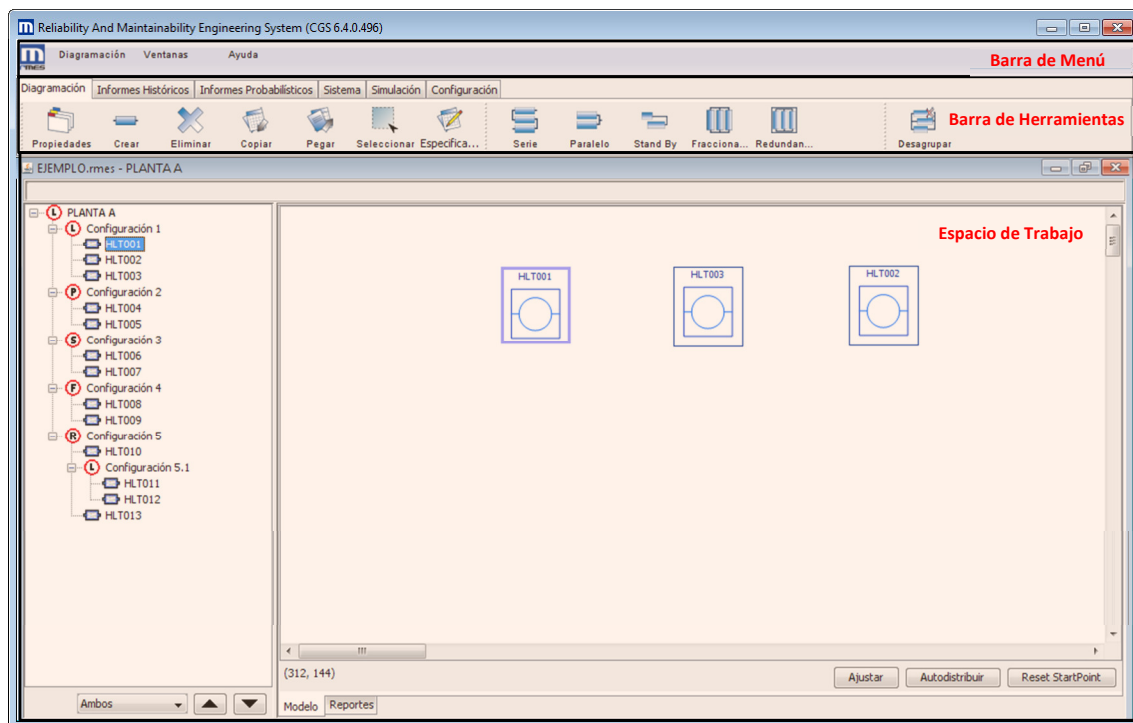 Reliability And Maintainability Engineering System (CGS 6.4.0.496)
rmes
Diagramación Ventanas Ayuda
Barra de Menú
Diagramación Informes Históricos Informes Probabilísticos Sistema Simulación Configuración
Barra de Herramientas
Propiedades Crear Eliminar Copiar Pegar Seleccionar Especifica... Serie Paralelo Stand By Fracciona... Redundan... Desagrupar
EJEMPLO.rmes - PLANTA A
L PLANTA A
L Configuración 1
HLT001
HLT002
HLT003
P Configuración 2
HLT004
HLT005
S Configuración 3
HLT006
HLT007
F Configuración 4
HLT008
HLT009
R Configuración 5
HLT010
L Configuración 5.1
HLT011
HLT012
HLT013
Ambos
Espacio de Trabajo
HLT001 HLT003 HLT002
(312, 144)
Ajustar Autodistribuir Reset StartPoint
Modelo Reportes